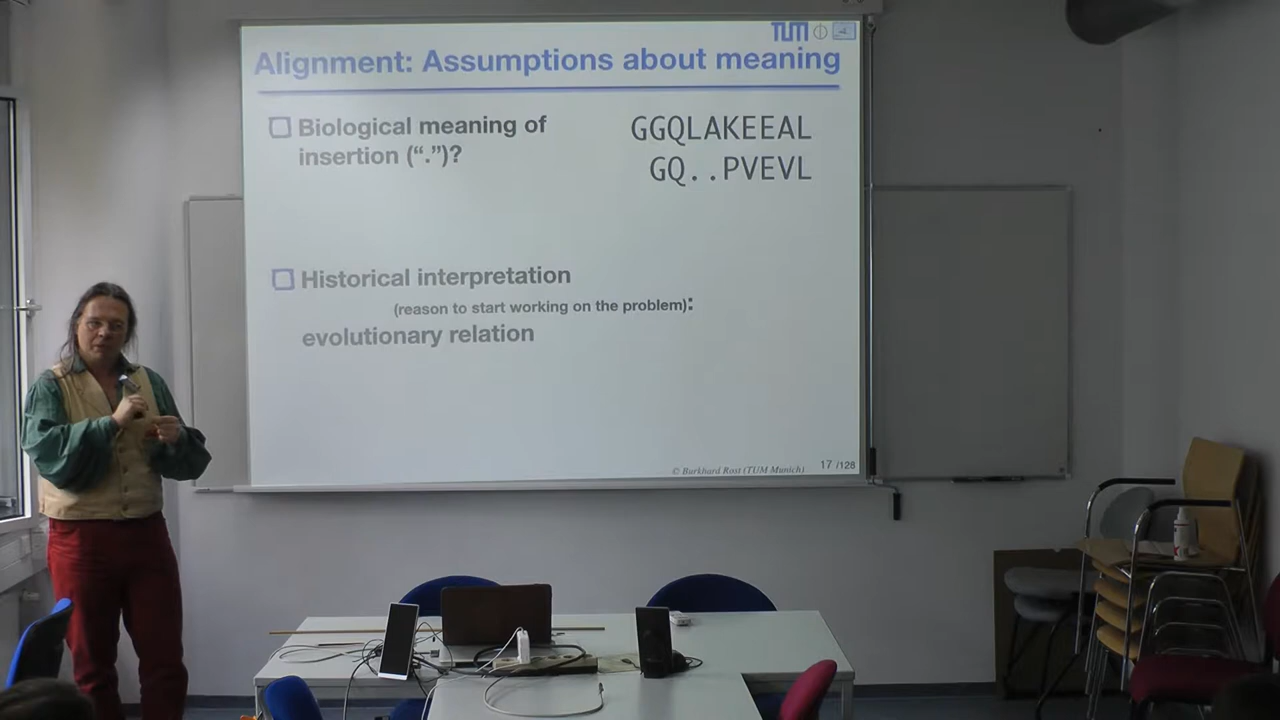 TUM
Alignment: Assumptions about meaning
Biological meaning of
insertion (“.”)?
GGQLAKEEAL
GQ..PVEVL
Historical interpretation
(reason to start working on the problem):
evolutionary relation
© Burkhard Rost (TUM Munich)
17 /128